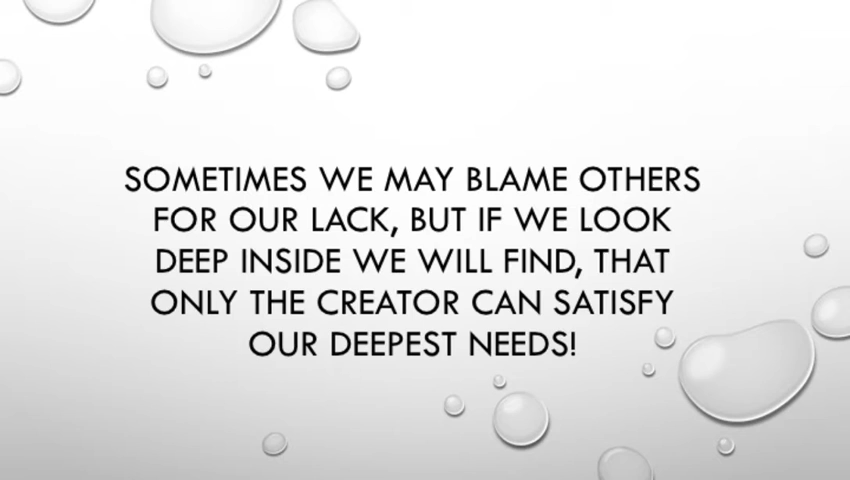 SOMETIMES WE MAY BLAME OTHERS
FOR OUR LACK, BUT IF WE LOOK
DEEP INSIDE WE WILL FIND, THAT
ONLY THE CREATOR CAN SATISFY
OUR DEEPEST NEEDS!